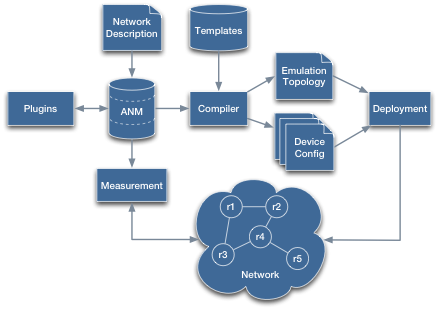 Network
Description
Templates
Plugins
ANM
Compiler
Emulation
Topology
Deployment
Device
Config
Measurement
r1
r2
r4
r3
r5
Network